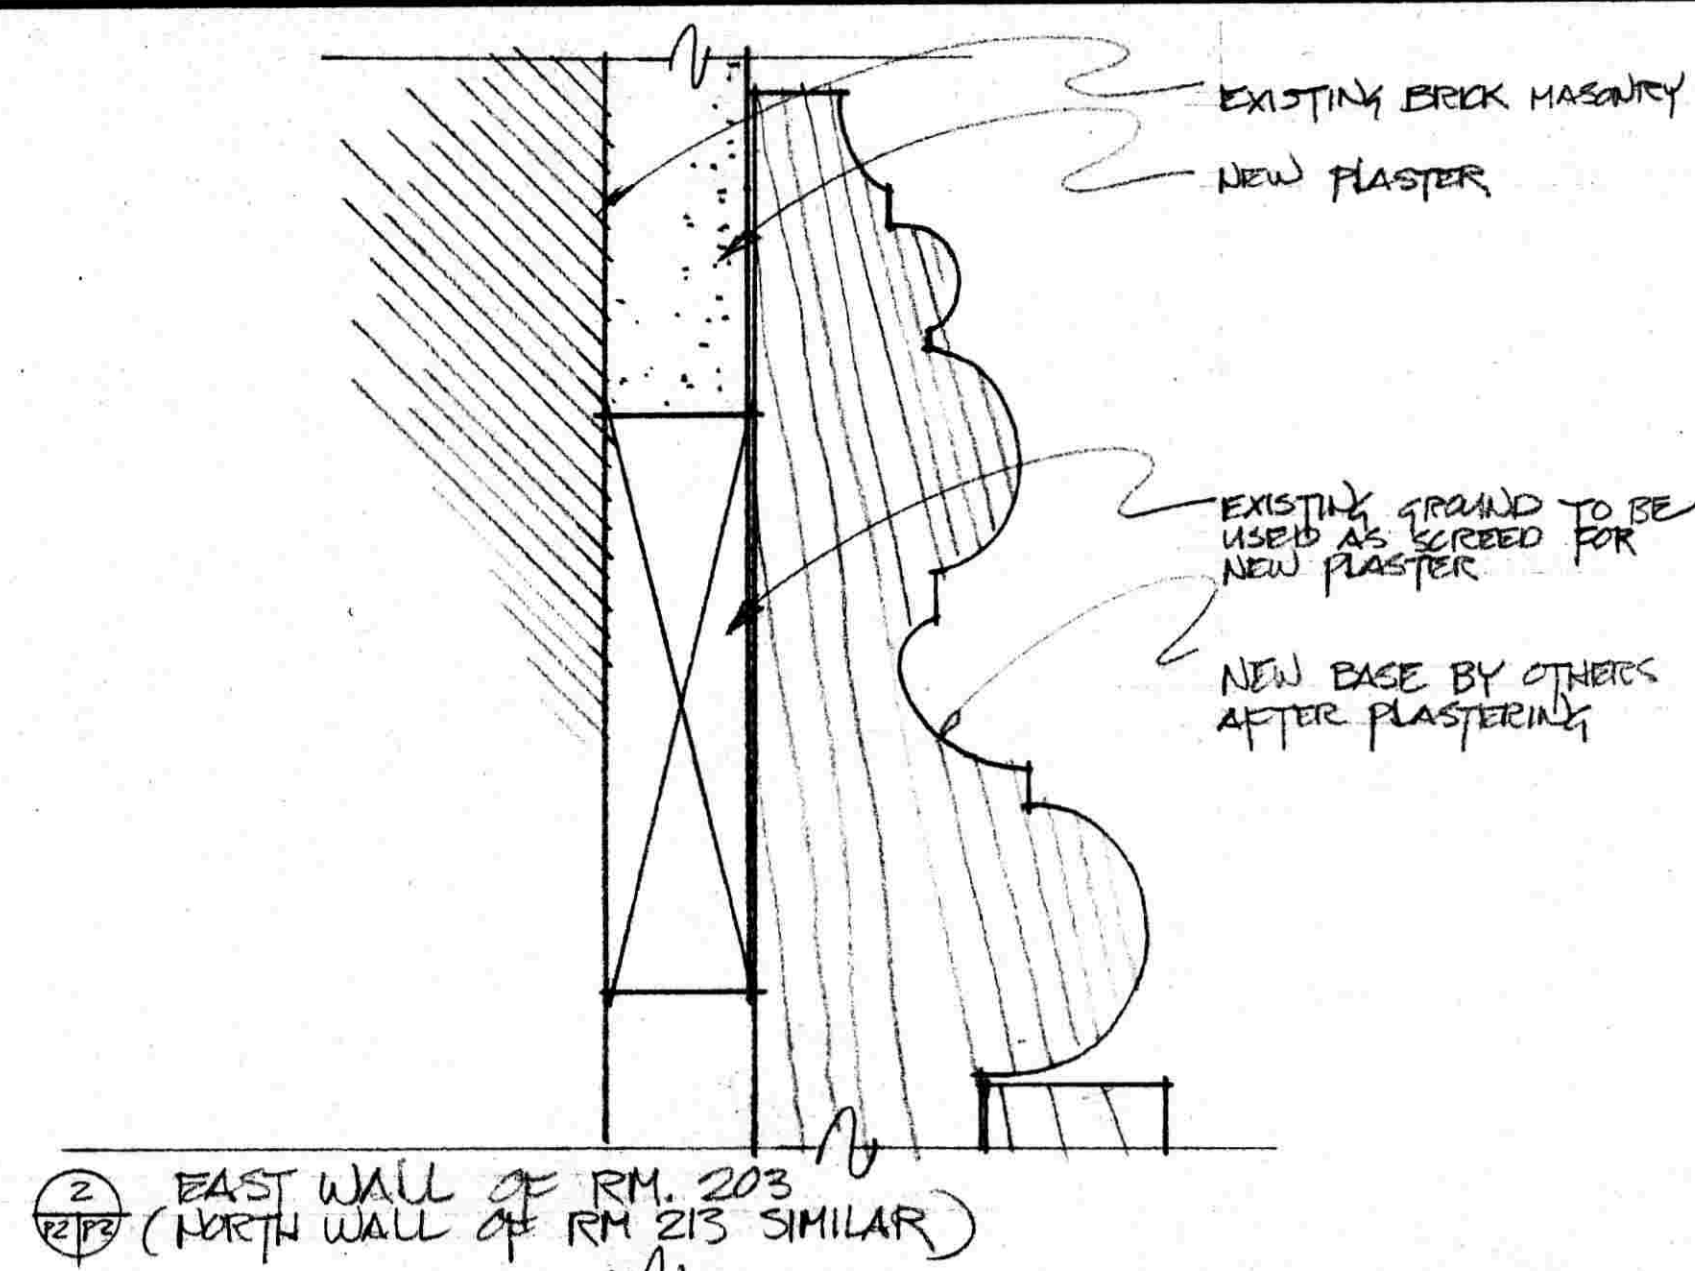 EXISTING BRICK MASONRY
NEW PLASTER
EXISTING GROUND TO BE
USED AS SCREED FOR
NEW PLASTER
NEW BASE BY OTHERS
AFTER PLASTERING
2
P2 P2
EAST WALL OF RM. 203
(NORTH WALL OF RM 213 SIMILAR)